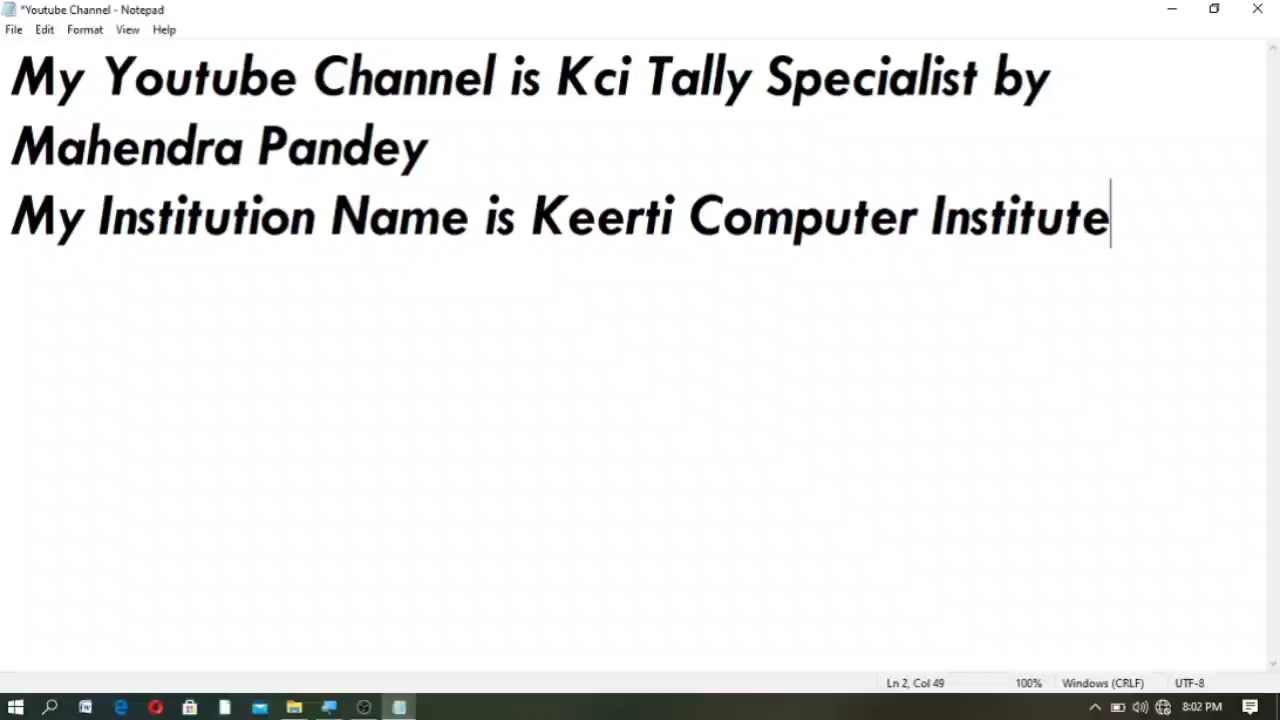 *Youtube Channel - Notepad
File Edit Format View Help
My Youtube Channel is Kci Tally Specialist by
Mahendra Pandey
My Institution Name is Keerti Computer Institute
Ln 2, Col 49 100% Windows (CRLF) UTF-8
8:02 PM